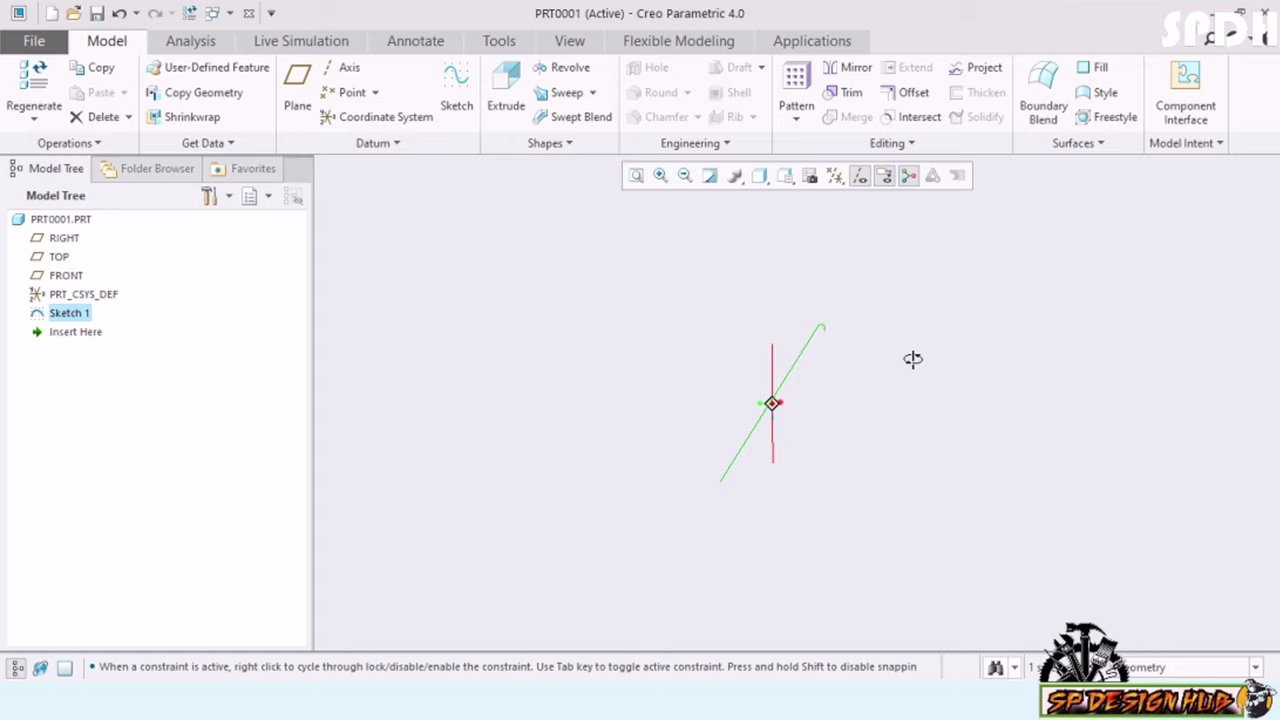 PRT0001 (Active) - Creo Parametric 4.0
SPDH
File Model Analysis Live Simulation Annotate Tools View Flexible Modeling Applications
Regenerate
Copy
Paste
Delete
Operations
User-Defined Feature
Copy Geometry
Shrinkwrap
Get Data
Plane
Axis
Point
Coordinate System
Sketch
Datum
Extrude
Revolve
Sweep
Swept Blend
Shapes
Hole
Round
Chamfer
Draft
Shell
Rib
Engineering
Pattern
Mirror
Trim
Merge
Extend
Offset
Intersect
Project
Thicken
Solidify
Editing
Boundary
Blend
Fill
Style
Freestyle
Surfaces
Component
Interface
Model Intent
Model Tree
Folder Browser
Favorites
Model Tree
PRT0001.PRT
RIGHT
TOP
FRONT
PRT_CSYS_DEF
Sketch 1
Insert Here
When a constraint is active, right click to cycle through lock/disable/enable the constraint. Use Tab key to toggle active constraint. Press and hold Shift to disable snappin
SP DESIGN HUB